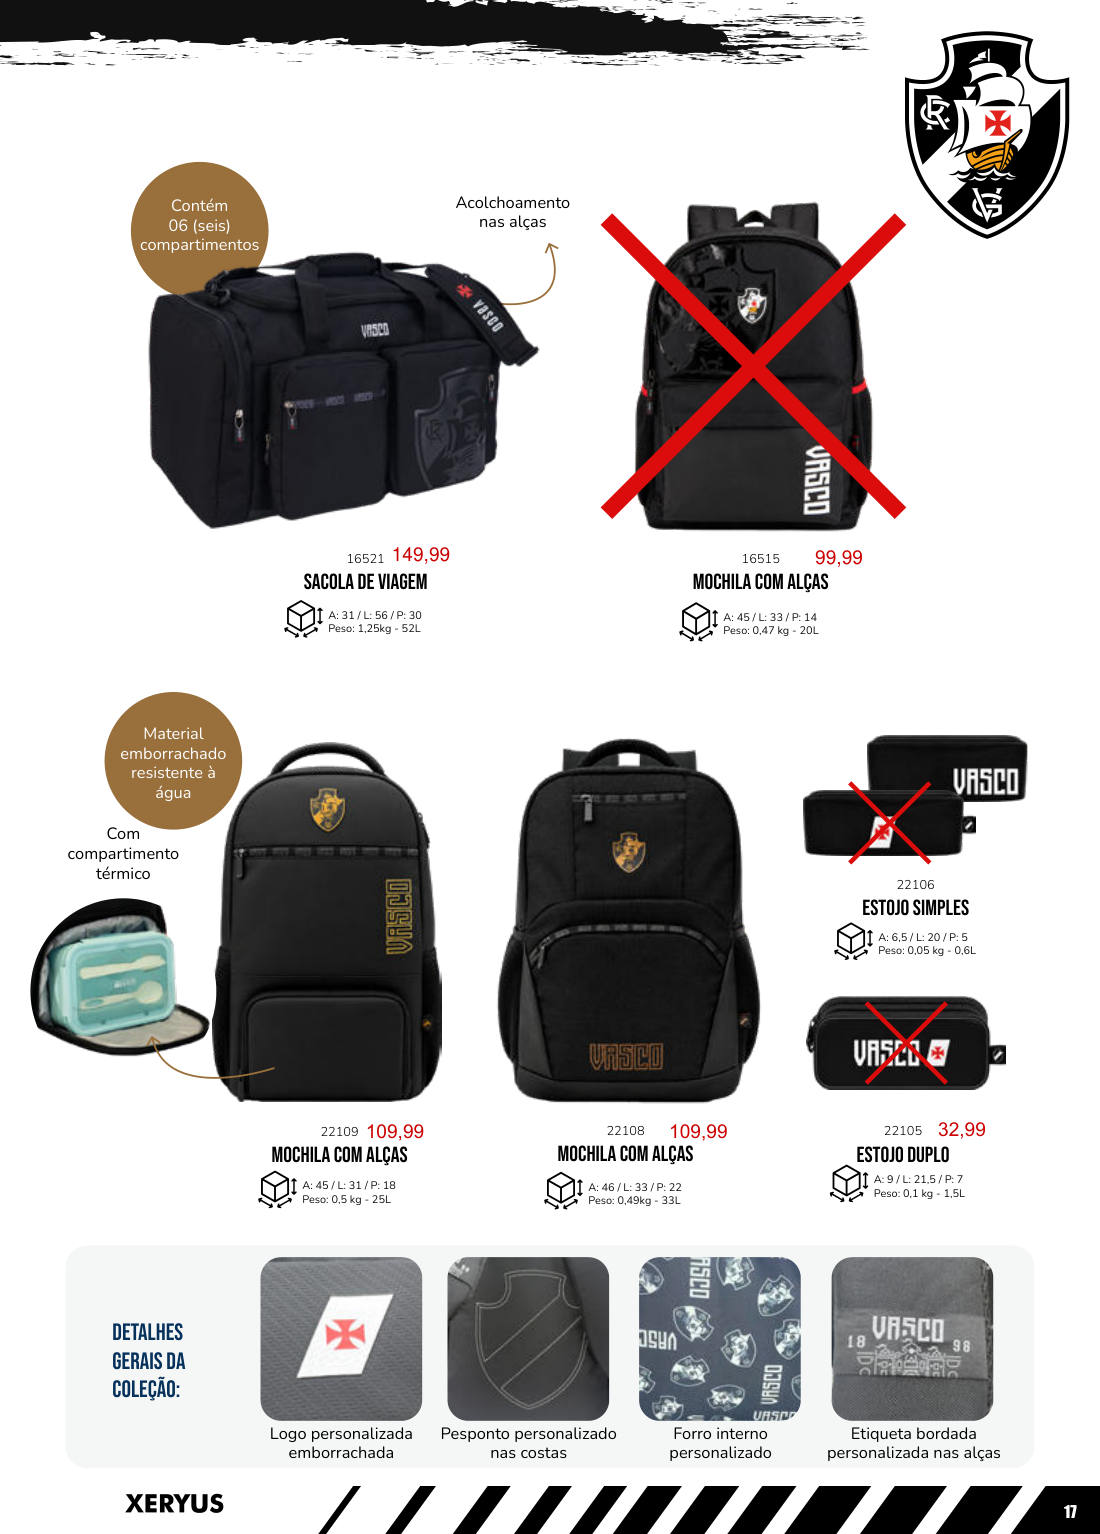 Contém
06 (seis)
compartimentos
Acolchoamento
nas alças
VASCO
VASCO
VASCO
16521 149,99
SACOLA DE VIAGEM
A: 31 / L: 56 / P: 30
Peso: 1,25kg - 52L
16515 99,99
MOCHILA COM ALÇAS
A: 45 / L: 33 / P: 14
Peso: 0,47 kg - 20L
Material
emborrachado
resistente à
água
Com
compartimento
térmico
VASCO
VASCO
VASCO
22106
ESTOJO SIMPLES
A: 6,5 / L: 20 / P: 5
Peso: 0,05 kg - 0,6L
VASCO
22109 109,99
MOCHILA COM ALÇAS
A: 45 / L: 31 / P: 18
Peso: 0,5 kg - 25L
22108 109,99
MOCHILA COM ALÇAS
A: 46 / L: 33 / P: 22
Peso: 0,49kg - 33L
22105 32,99
ESTOJO DUPLO
A: 9 / L: 21,5 / P: 7
Peso: 0,1 kg - 1,5L
DETALHES
GERAIS DA
COLEÇÃO:
VASCO
VASCO
VASCO
VASCO
VASCO
18 98
Logo personalizada
emborrachada
Pesponto personalizado
nas costas
Forro interno
personalizado
Etiqueta bordada
personalizada nas alças
XERYUS
17